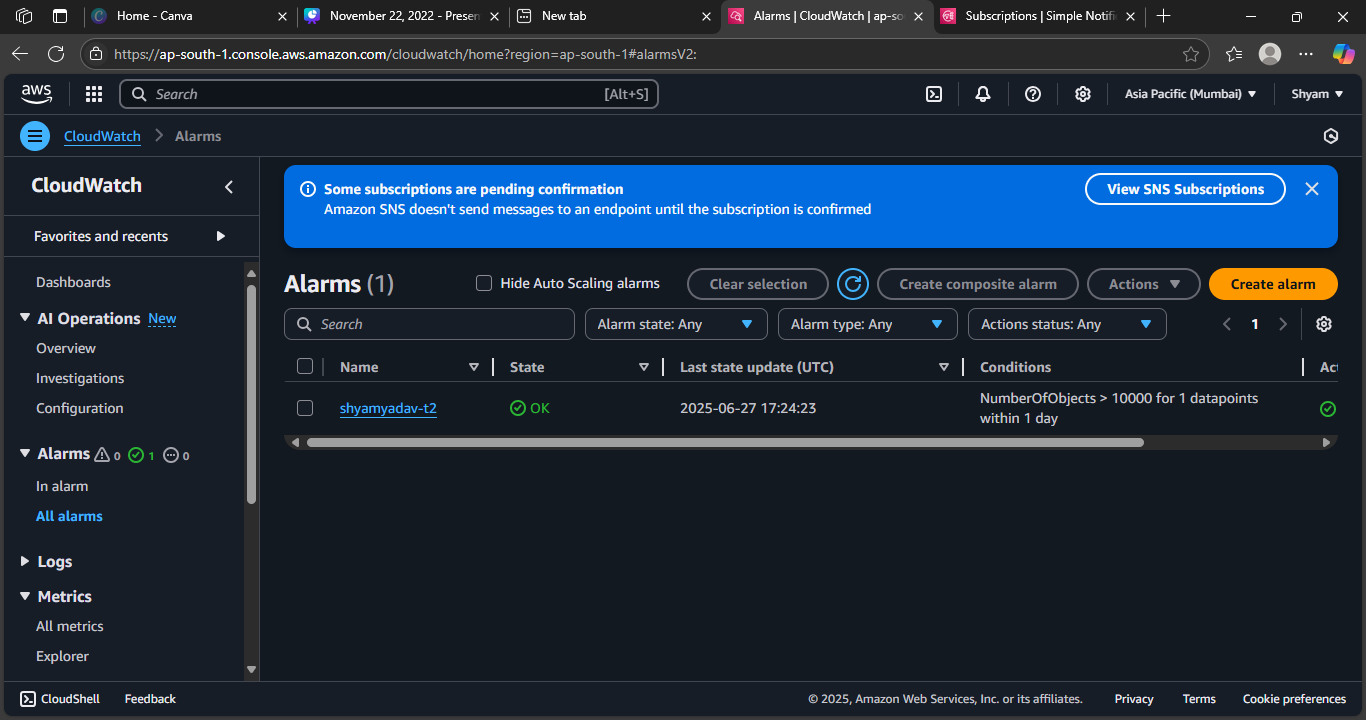 Home - Canva
November 22, 2022 - Presen
New tab
Alarms | CloudWatch | ap-so
Subscriptions | Simple Notifi
https://ap-south-1.console.aws.amazon.com/cloudwatch/home?region=ap-south-1#alarmsV2:
aws
Search
[Alt+S]
Asia Pacific (Mumbai)
Shyam
CloudWatch
Alarms
CloudWatch
Favorites and recents
Dashboards
AI Operations New
Overview
Investigations
Configuration
Alarms 0 1 0
In alarm
All alarms
Logs
Metrics
All metrics
Explorer
Some subscriptions are pending confirmation
Amazon SNS doesn't send messages to an endpoint until the subscription is confirmed
View SNS Subscriptions
Alarms (1)
Hide Auto Scaling alarms
Clear selection
Create composite alarm
Actions
Create alarm
Search
Alarm state: Any
Alarm type: Any
Actions status: Any
1
Name
State
Last state update (UTC)
Conditions
Act
shyamyadav-t2
OK
2025-06-27 17:24:23
NumberOfObjects > 10000 for 1 datapoints
within 1 day
CloudShell
Feedback
© 2025, Amazon Web Services, Inc. or its affiliates.
Privacy
Terms
Cookie preferences